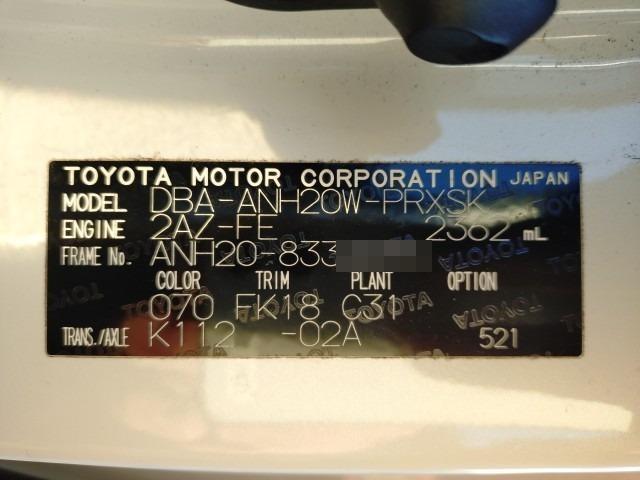 TOYOTA MOTOR CORPORATION JAPAN
MODEL DBA-ANH20W-PRXSK
ENGINE 2AZ-FE 2362 mL
FRAME No. ANH20-833
COLOR TRIM PLANT OPTION
070 FK18 C31
TRANS./AXLE K112 -02A 521